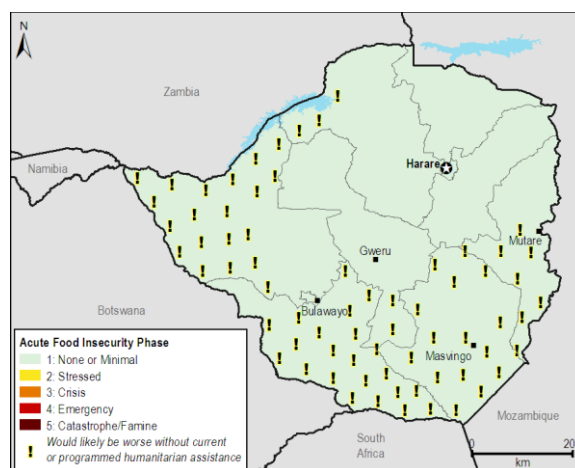 N
Zambia
Harare
Namibia
Mutare
Gweru
Botswana
Bulawayo
Masvingo
Acute Food Insecurity Phase
1: None or Minimal
2: Stressed
3: Crisis
4: Emergency
5: Catastrophe/Famine
! Would likely be worse without current
or programmed humanitarian assistance
Mozambique
South
Africa
20
km